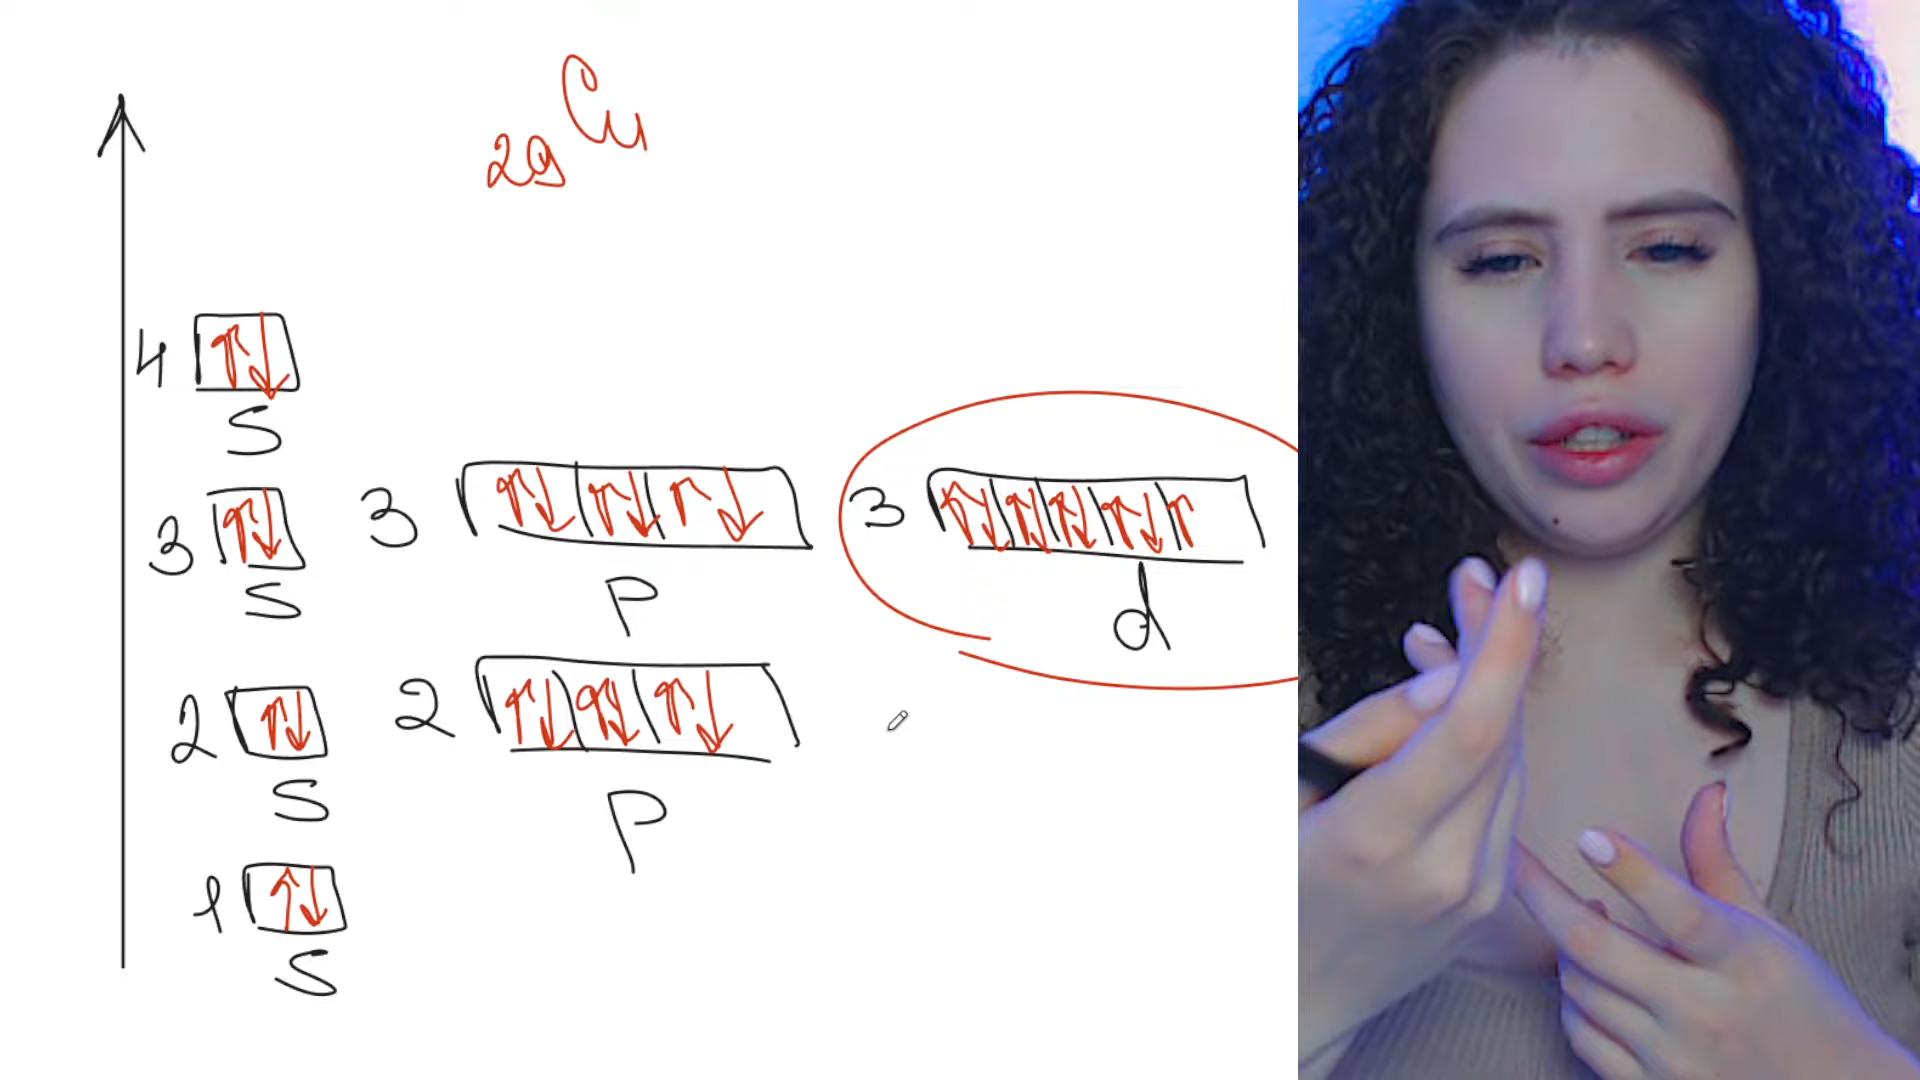 29Cu
4 ↑↓
S
3 ↑↓ 3 ↑↓ ↑↓ ↑↓ 3 ↑↓ ↑↓ ↑↓ ↑↓ ↑
S P d
2 ↑↓ 2 ↑↓ ↑↓ ↑↓
S P
1 ↑↓
S